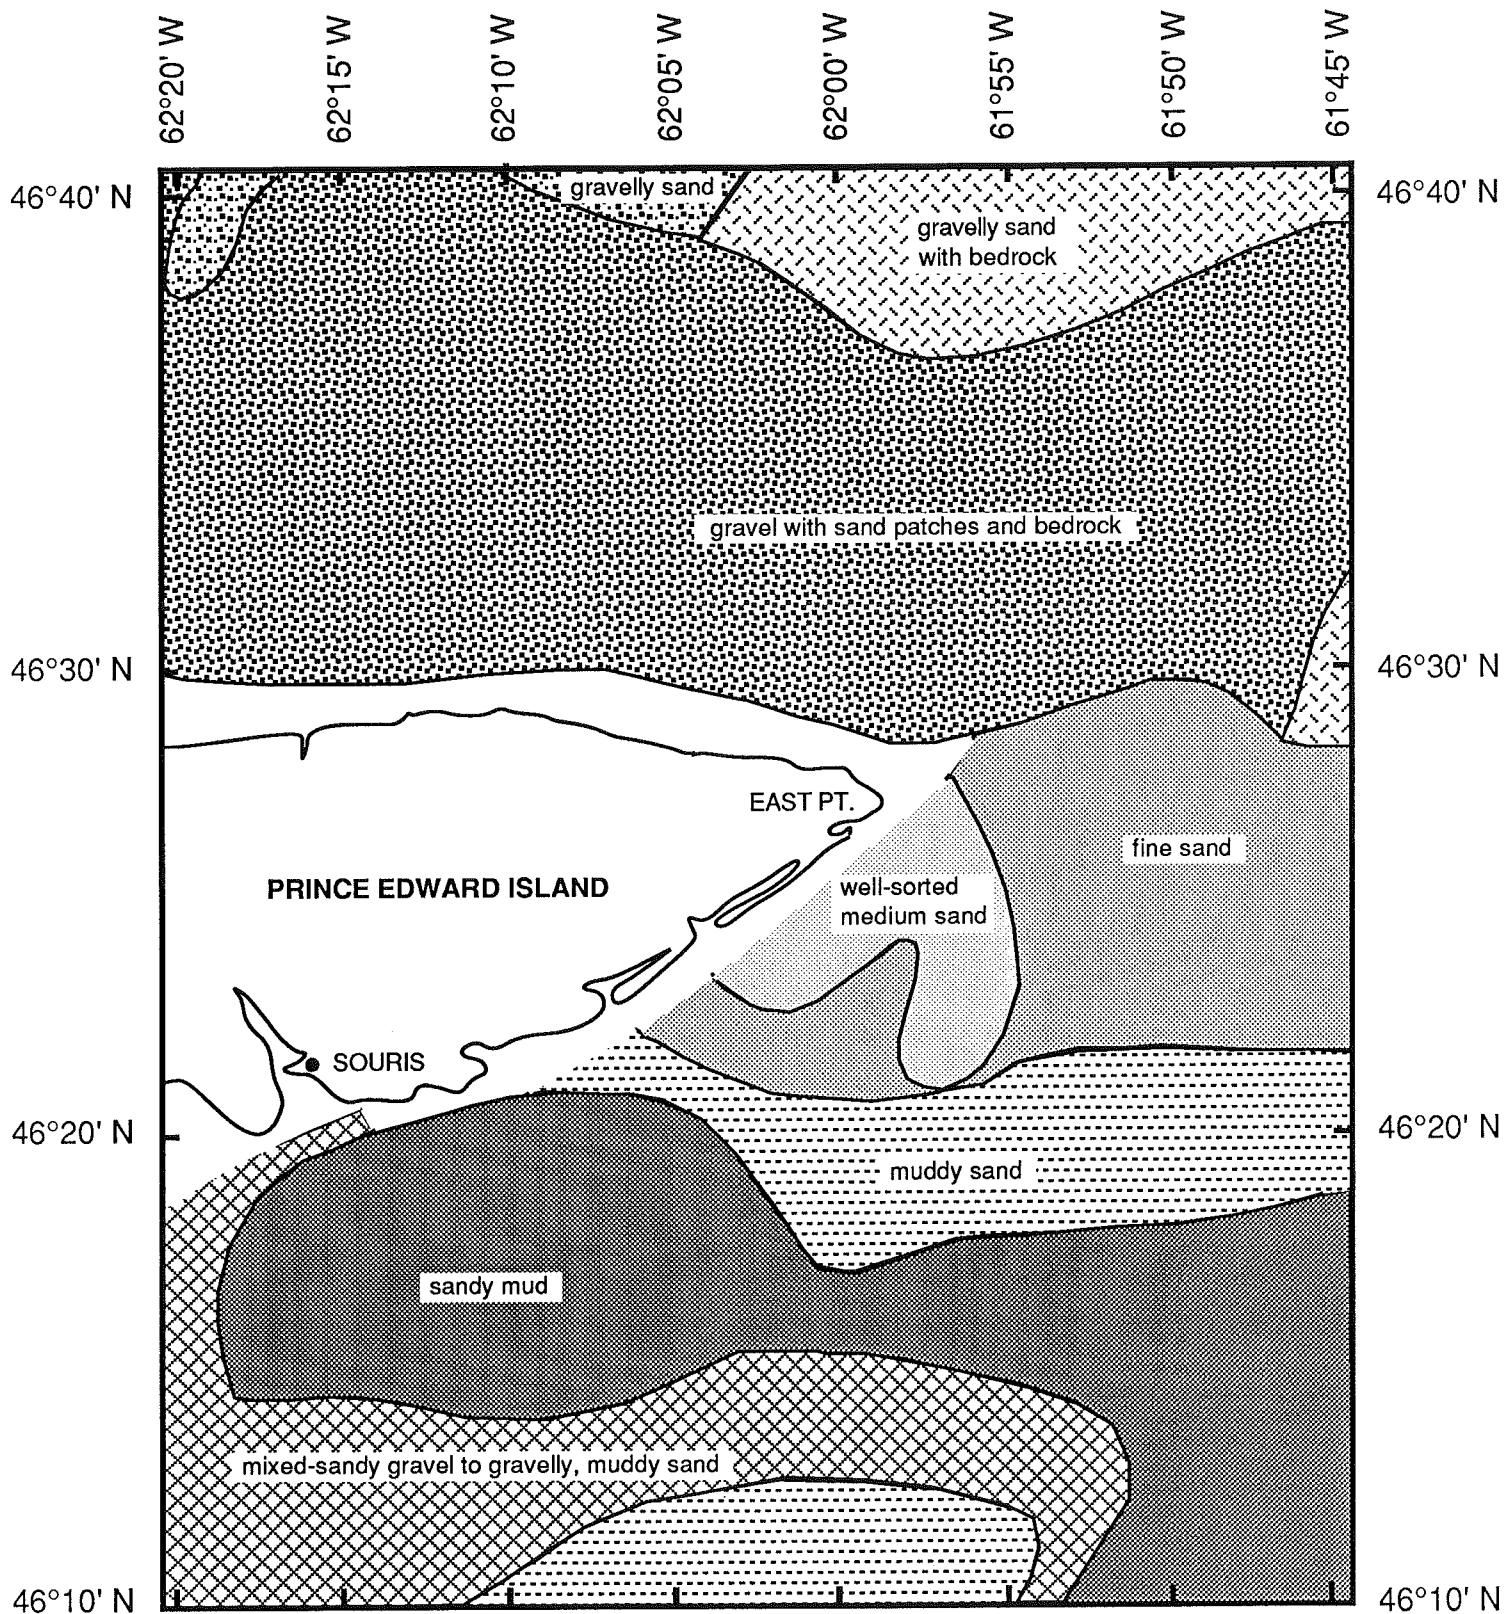 62°20' W
62°15' W
62°10' W
62°05' W
62°00' W
61°55' W
61°50' W
61°45' W
46°40' N
46°40' N
gravelly sand
gravelly sand
with bedrock
gravel with sand patches and bedrock
46°30' N
46°30' N
EAST PT.
fine sand
PRINCE EDWARD ISLAND
well-sorted
medium sand
SOURIS
46°20' N
46°20' N
muddy sand
sandy mud
mixed-sandy gravel to gravelly, muddy sand
46°10' N
46°10' N